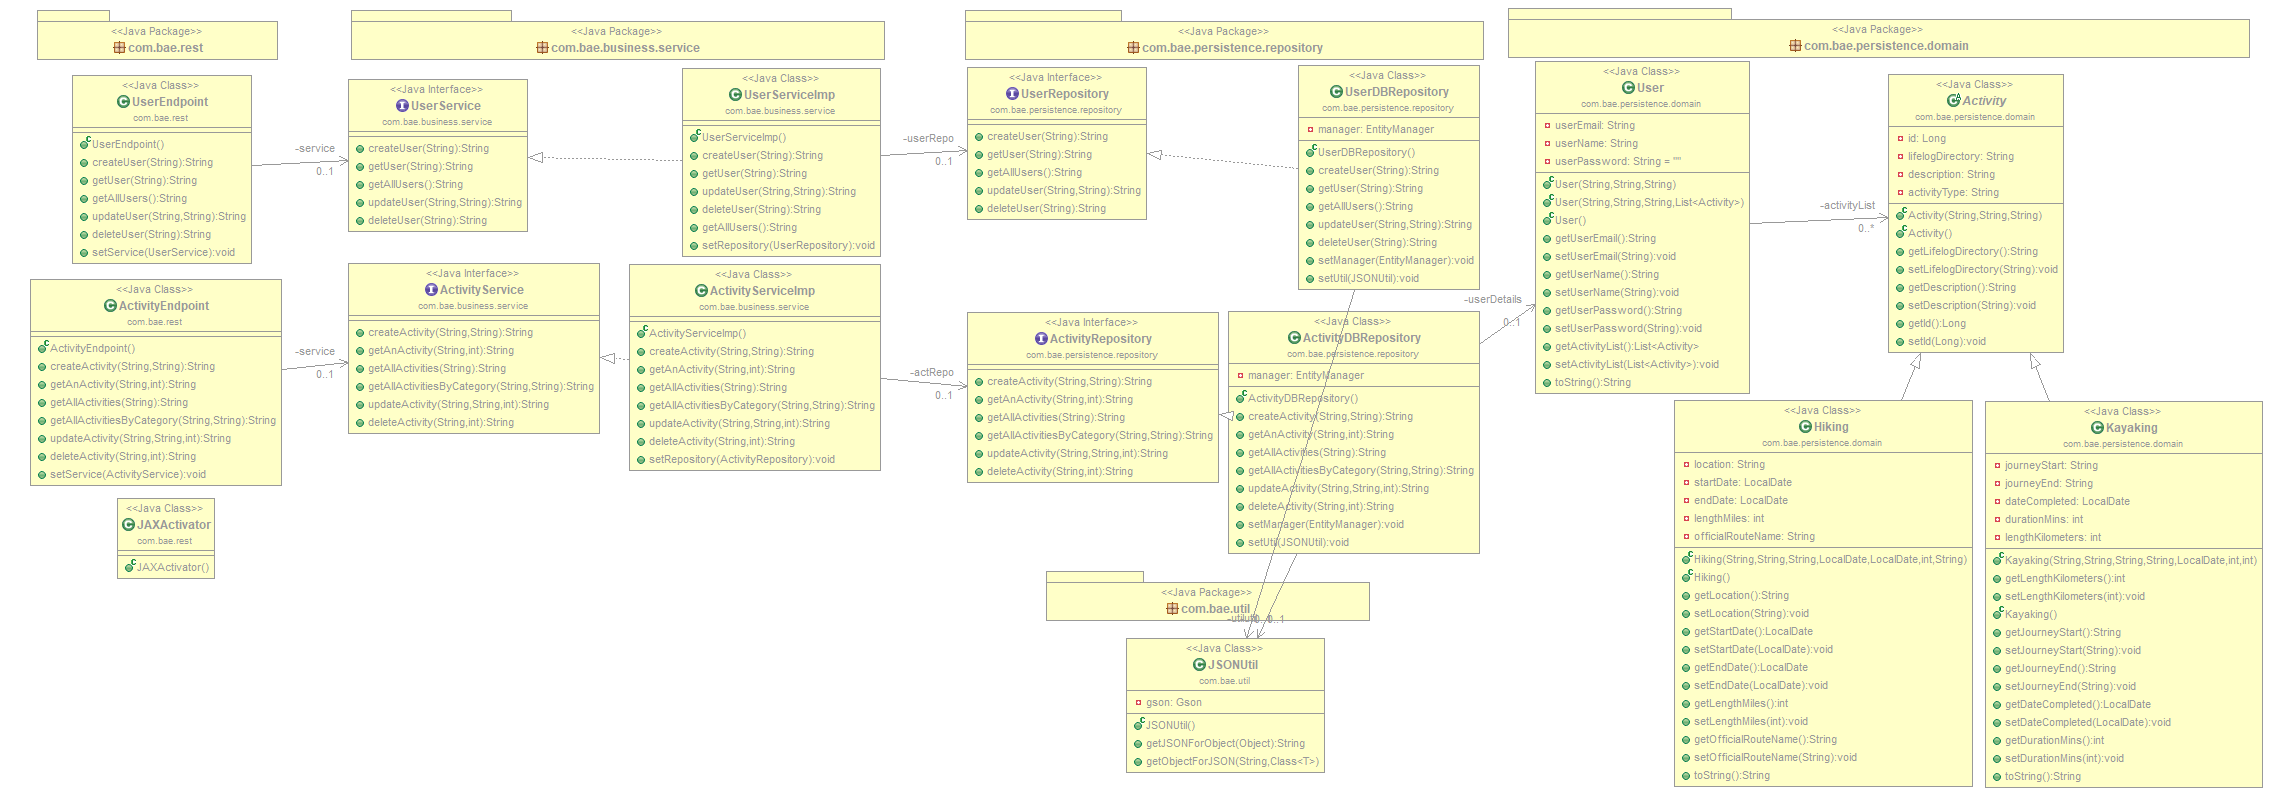 <<Java Package>>
com.bae.rest
<<Java Package>>
com.bae.business.service
<<Java Package>>
com.bae.persistence.repository
<<Java Package>>
com.bae.persistence.domain
<<Java Class>>
UserEndpoint
com.bae.rest
UserEndpoint()
createUser(String):String
getUser(String):String
getAllUsers():String
updateUser(String,String):String
deleteUser(String):String
setService(UserService):void
-service
0..1
<<Java Interface>>
UserService
com.bae.business.service
createUser(String):String
getUser(String):String
getAllUsers():String
updateUser(String,String):String
deleteUser(String):String
<<Java Class>>
UserServiceImp
com.bae.business.service
UserServiceImp()
createUser(String):String
getUser(String):String
updateUser(String,String):String
deleteUser(String):String
getAllUsers():String
setRepository(UserRepository):void
-userRepo
0..1
<<Java Interface>>
UserRepository
com.bae.persistence.repository
createUser(String):String
getUser(String):String
getAllUsers():String
updateUser(String,String):String
deleteUser(String):String
<<Java Class>>
UserDBRepository
com.bae.persistence.repository
manager: EntityManager
UserDBRepository()
createUser(String):String
getUser(String):String
getAllUsers():String
updateUser(String,String):String
deleteUser(String):String
setManager(EntityManager):void
setUtil(JSONUtil):void
<<Java Class>>
User
com.bae.persistence.domain
userEmail: String
userName: String
userPassword: String = ""
User(String,String,String)
User(String,String,String,List<Activity>)
User()
getUserEmail():String
setUserEmail(String):void
getUserName():String
setUserName(String):void
getUserPassword():String
setUserPassword(String):void
getActivityList():List<Activity>
setActivityList(List<Activity>):void
toString():String
-activityList
0..*
<<Java Class>>
Activity
com.bae.persistence.domain
id: Long
lifelogDirectory: String
description: String
activityType: String
Activity(String,String,String)
Activity()
getLifelogDirectory():String
setLifelogDirectory(String):void
getDescription():String
setDescription(String):void
getId():Long
setId(Long):void
<<Java Class>>
ActivityEndpoint
com.bae.rest
ActivityEndpoint()
createActivity(String,String):String
getAnActivity(String,int):String
getAllActivities(String):String
getAllActivitiesByCategory(String,String):String
updateActivity(String,String,int):String
deleteActivity(String,int):String
setService(ActivityService):void
-service
0..1
<<Java Interface>>
ActivityService
com.bae.business.service
createActivity(String,String):String
getAnActivity(String,int):String
getAllActivities(String):String
getAllActivitiesByCategory(String,String):String
updateActivity(String,String,int):String
deleteActivity(String,int):String
<<Java Class>>
ActivityServiceImp
com.bae.business.service
ActivityServiceImp()
createActivity(String,String):String
getAnActivity(String,int):String
getAllActivities(String):String
getAllActivitiesByCategory(String,String):String
updateActivity(String,String,int):String
deleteActivity(String,int):String
setRepository(ActivityRepository):void
-actRepo
0..1
<<Java Interface>>
ActivityRepository
com.bae.persistence.repository
createActivity(String,String):String
getAnActivity(String,int):String
getAllActivities(String):String
getAllActivitiesByCategory(String,String):String
updateActivity(String,String,int):String
deleteActivity(String,int):String
<<Java Class>>
ActivityDBRepository
com.bae.persistence.repository
manager: EntityManager
ActivityDBRepository()
createActivity(String,String):String
getAnActivity(String,int):String
getAllActivities(String):String
getAllActivitiesByCategory(String,String):String
updateActivity(String,String,int):String
deleteActivity(String,int):String
setManager(EntityManager):void
setUtil(JSONUtil):void
-userDetails
0..1
<<Java Class>>
Hiking
com.bae.persistence.domain
location: String
startDate: LocalDate
endDate: LocalDate
lengthMiles: int
officialRouteName: String
Hiking(String,String,String,LocalDate,LocalDate,int,String)
Hiking()
getLocation():String
setLocation(String):void
getStartDate():LocalDate
setStartDate(LocalDate):void
getEndDate():LocalDate
setEndDate(LocalDate):void
getLengthMiles():int
setLengthMiles(int):void
getOfficialRouteName():String
setOfficialRouteName(String):void
toString():String
<<Java Class>>
Kayaking
com.bae.persistence.domain
journeyStart: String
journeyEnd: String
dateCompleted: LocalDate
durationMins: int
lengthKilometers: int
Kayaking(String,String,String,String,LocalDate,int,int)
getLengthKilometers():int
setLengthKilometers(int):void
Kayaking()
getJourneyStart():String
setJourneyStart(String):void
getJourneyEnd():String
setJourneyEnd(String):void
getDateCompleted():LocalDate
setDateCompleted(LocalDate):void
getDurationMins():int
setDurationMins(int):void
toString():String
<<Java Class>>
JAXActivator
com.bae.rest
JAXActivator()
<<Java Package>>
com.bae.util
0..1
<<Java Class>>
JSONUtil
com.bae.util
gson: Gson
JSONUtil()
getJSONForObject(Object):String
getObjectForJSON(String,Class<T>)